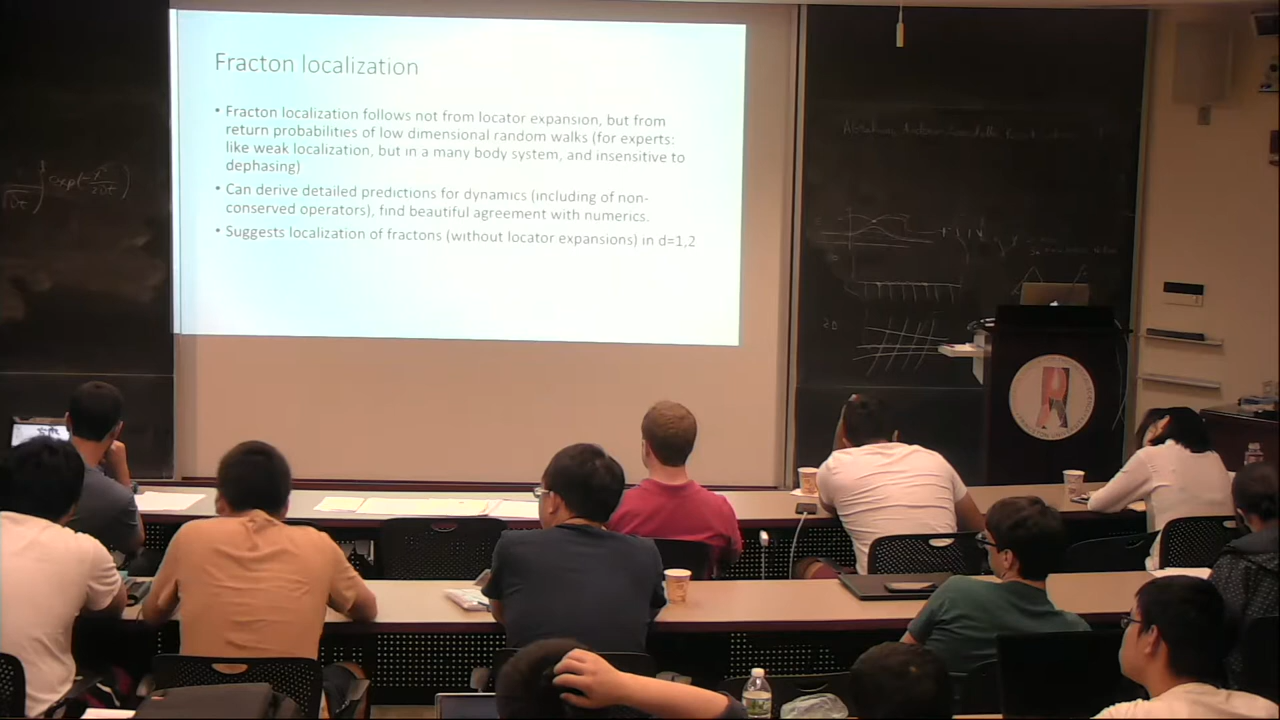 Fracton localization
• Fracton localization follows not from locator expansion, but from
return probabilities of low dimensional random walks (for experts:
like weak localization, but in a many body system, and insensitive to
dephasing)
• Can derive detailed predictions for dynamics (including of non-
conserved operators), find beautiful agreement with numerics.
• Suggests localization of fractons (without locator expansions) in d=1,2
2D